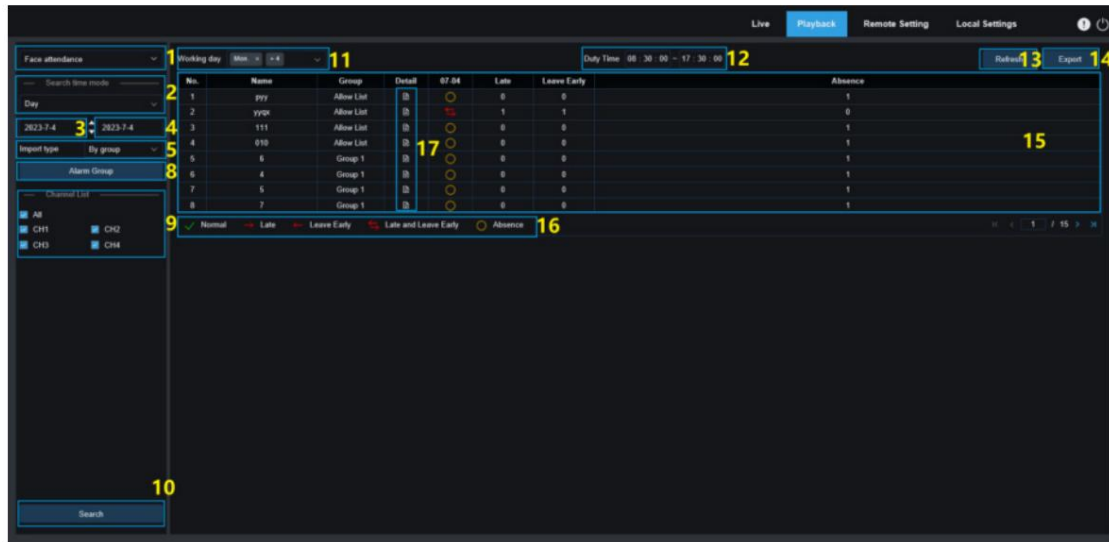 Live Playback Remote Setting Local Settings
Face attendance 1 Working day Mon. × +4 11 Duty Time 08 : 30 : 00 ~ 17 : 30 : 00 12 Refresh 13 Export 14
Search time mode 2
Day
2023-7-4 3 2023-7-4 4
Import type By group 5
Alarm Group 8
Channel List
All
CH1 CH2 9
CH3 CH4
10
Search
No. Name Group Detail 07-04 Late Leave Early Absence
1 pyy Allow List 0 0 1
2 yyqx Allow List 1 1 0
3 111 Allow List 0 0 1
4 010 Allow List 17 0 0 1 15
5 6 Group 1 0 0 1
6 4 Group 1 0 0 1
7 5 Group 1 0 0 1
8 7 Group 1 0 0 1
Normal Late Leave Early Late and Leave Early Absence 16 1 / 15